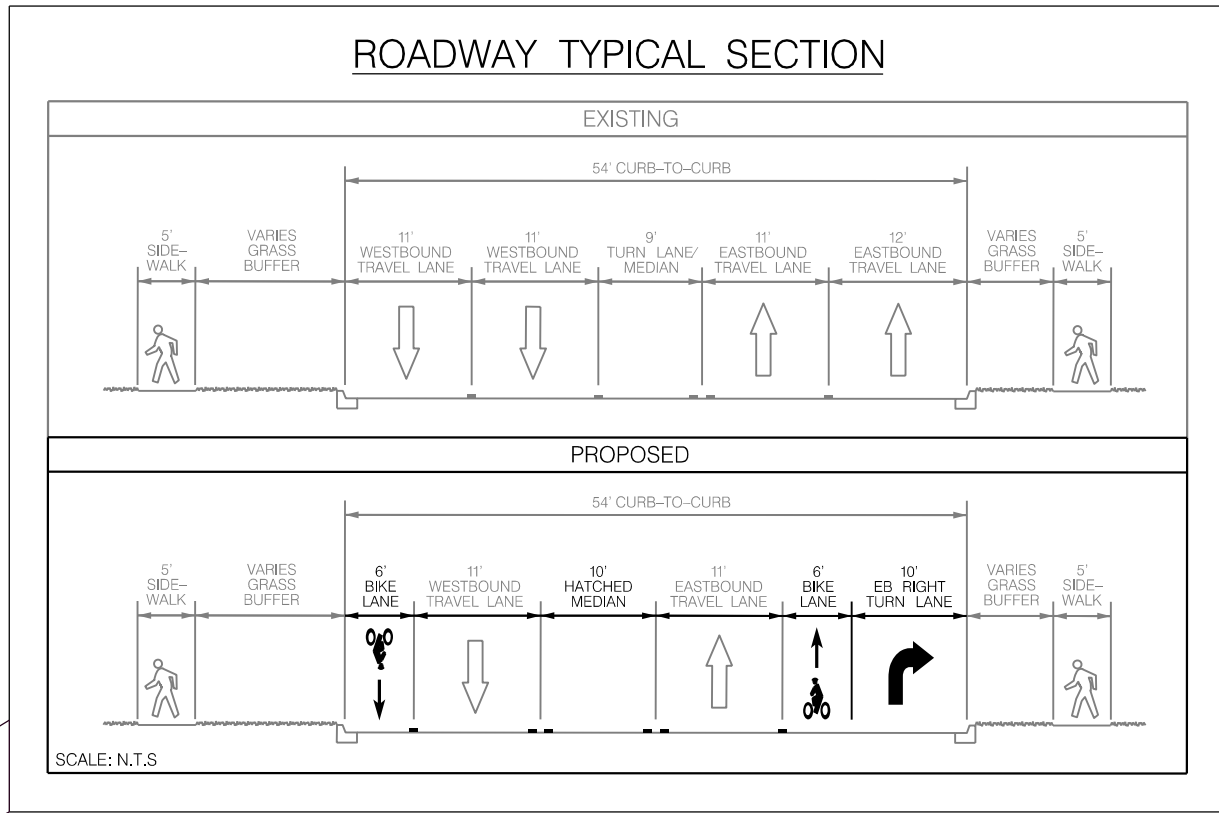 ROADWAY TYPICAL SECTION
EXISTING
54' CURB–TO–CURB
5'
SIDE–
WALK
VARIES
GRASS
BUFFER
11'
WESTBOUND
TRAVEL LANE
11'
WESTBOUND
TRAVEL LANE
9'
TURN LANE/
MEDIAN
11'
EASTBOUND
TRAVEL LANE
12'
EASTBOUND
TRAVEL LANE
VARIES
GRASS
BUFFER
5'
SIDE–
WALK
PROPOSED
54' CURB–TO–CURB
5'
SIDE–
WALK
VARIES
GRASS
BUFFER
6'
BIKE
LANE
11'
WESTBOUND
TRAVEL LANE
10'
HATCHED
MEDIAN
11'
EASTBOUND
TRAVEL LANE
6'
BIKE
LANE
10'
EB RIGHT
TURN LANE
VARIES
GRASS
BUFFER
5'
SIDE–
WALK
SCALE: N.T.S